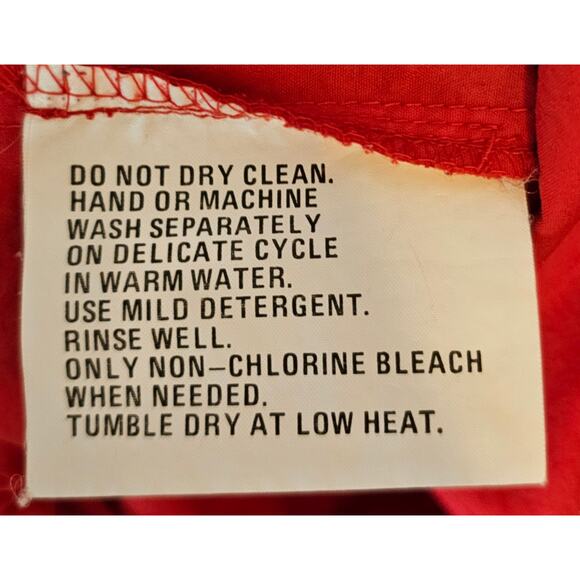 DO NOT DRY CLEAN.
HAND OR MACHINE
WASH SEPARATELY
ON DELICATE CYCLE
IN WARM WATER.
USE MILD DETERGENT.
RINSE WELL.
ONLY NON-CHLORINE BLEACH
WHEN NEEDED.
TUMBLE DRY AT LOW HEAT.